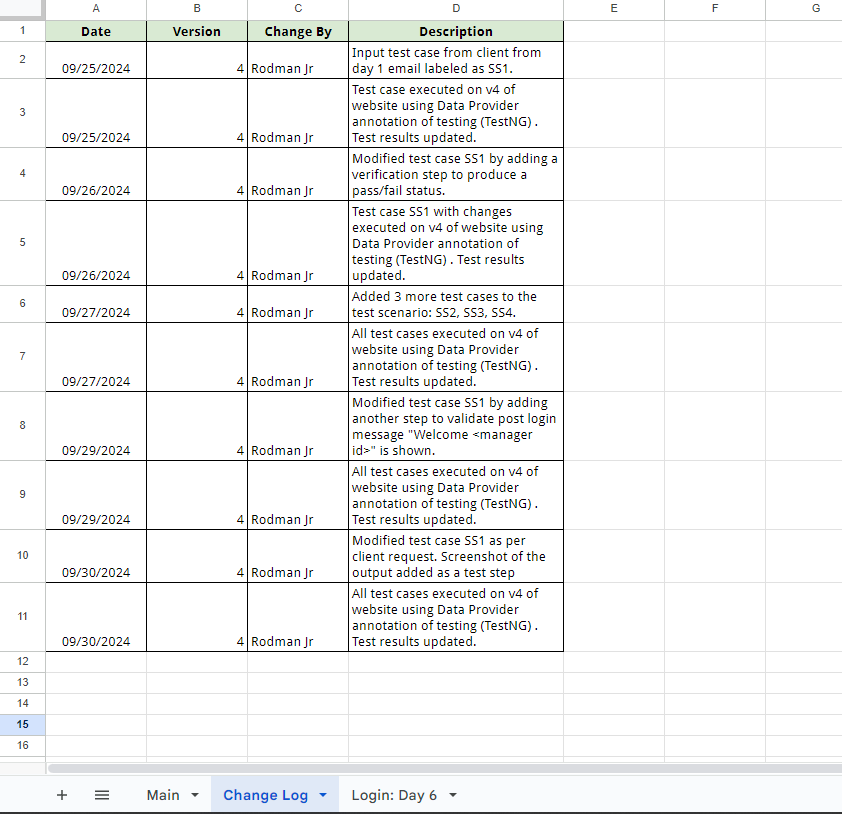 A B C D E F G
1 Date Version Change By Description
2 09/25/2024 4 Rodman Jr Input test case from client from
day 1 email labeled as SS1.
3 09/25/2024 4 Rodman Jr Test case executed on v4 of
website using Data Provider
annotation of testing (TestNG) .
Test results updated.
4 09/26/2024 4 Rodman Jr Modified test case SS1 by adding a
verification step to produce a
pass/fail status.
5 09/26/2024 4 Rodman Jr Test case SS1 with changes
executed on v4 of website using
Data Provider annotation of
testing (TestNG) . Test results
updated.
6 09/27/2024 4 Rodman Jr Added 3 more test cases to the
test scenario: SS2, SS3, SS4.
7 09/27/2024 4 Rodman Jr All test cases executed on v4 of
website using Data Provider
annotation of testing (TestNG) .
Test results updated.
8 09/29/2024 4 Rodman Jr Modified test case SS1 by adding
another step to validate post login
message "Welcome <manager
id>" is shown.
9 09/29/2024 4 Rodman Jr All test cases executed on v4 of
website using Data Provider
annotation of testing (TestNG) .
Test results updated.
10 09/30/2024 4 Rodman Jr Modified test case SS1 as per
client request. Screenshot of the
output added as a test step
11 09/30/2024 4 Rodman Jr All test cases executed on v4 of
website using Data Provider
annotation of testing (TestNG) .
Test results updated.
12
13
14
15
16
Main Change Log Login: Day 6